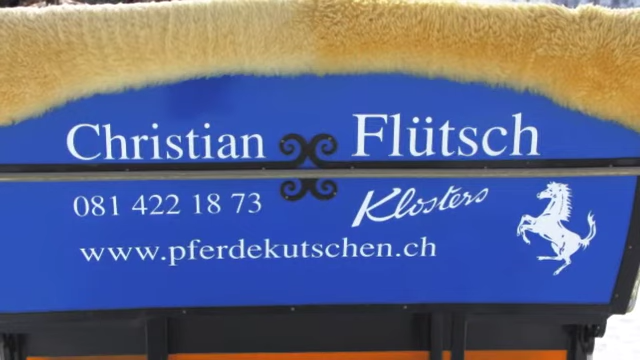 Christian Flütsch
081 422 18 73 Klosters
www.pferdekutschen.ch